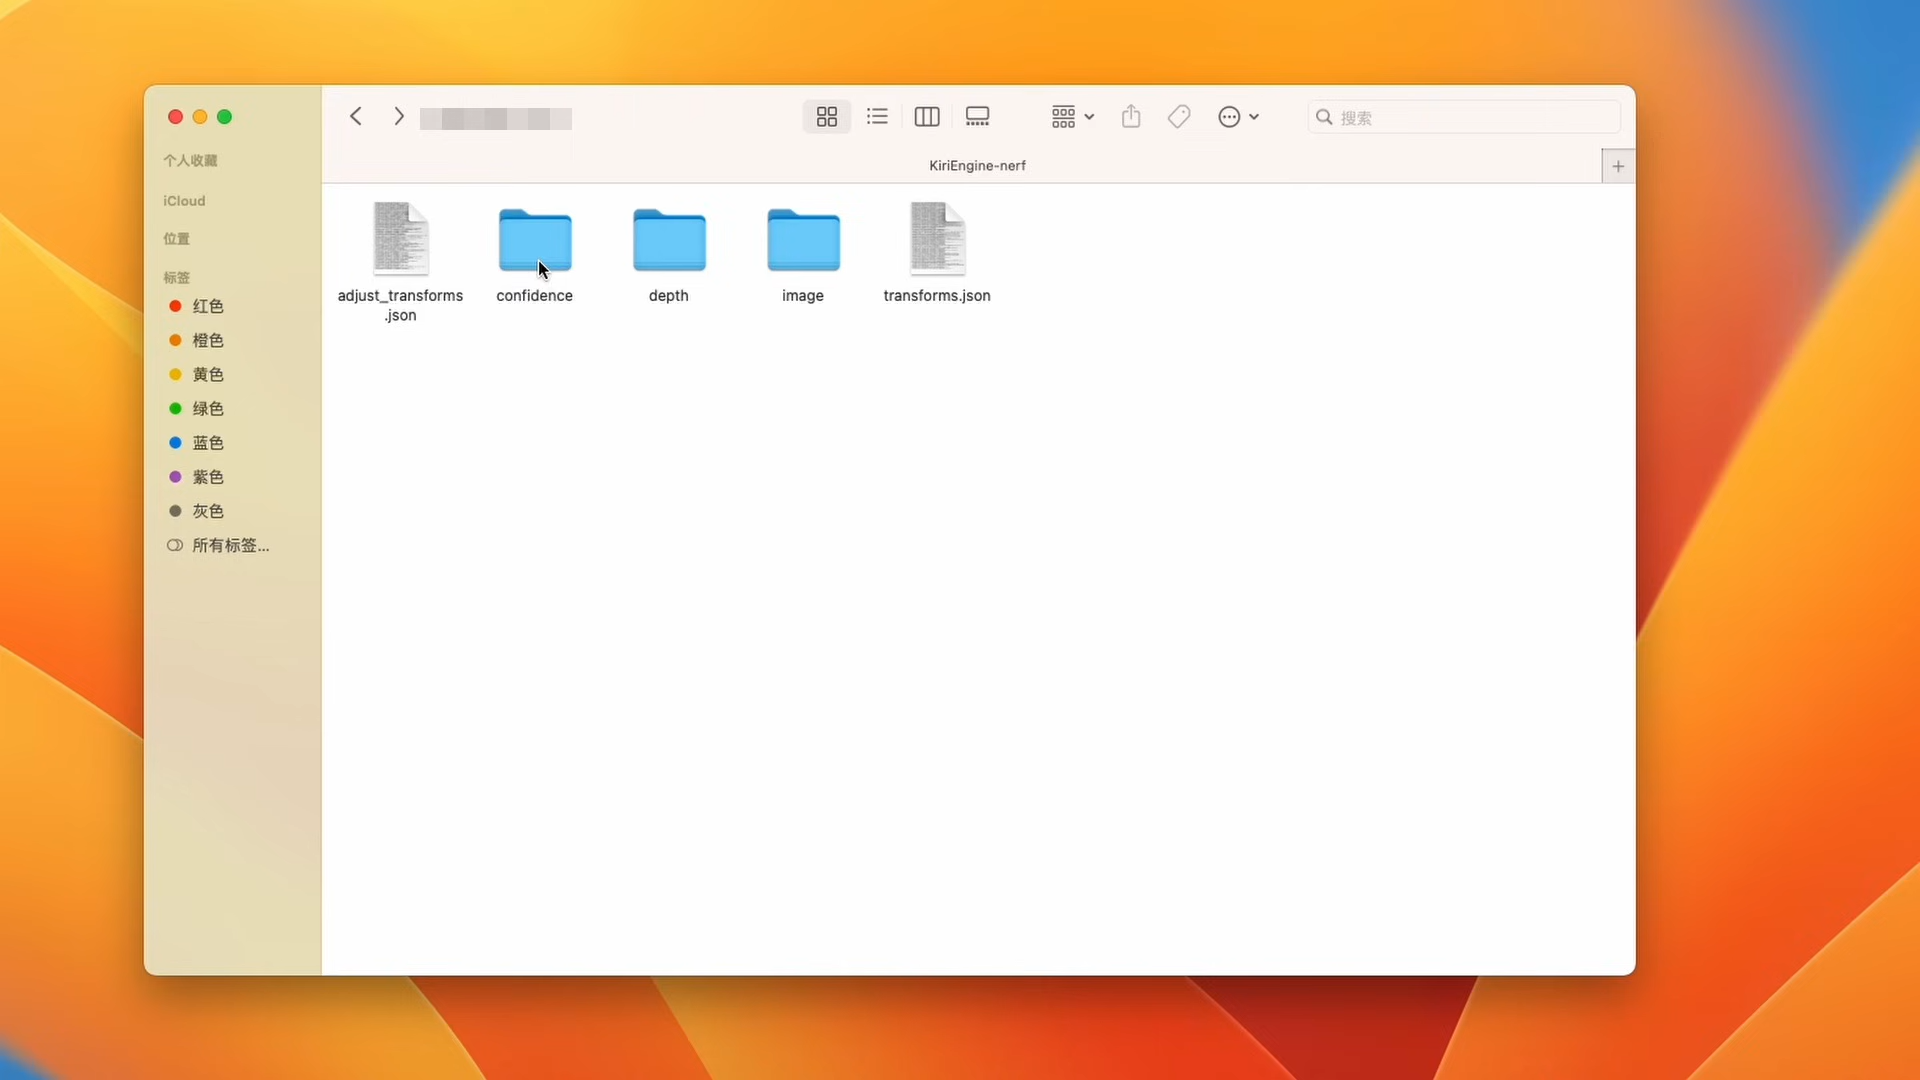 搜索
KiriEngine-nerf
个人收藏
iCloud
位置
标签
红色
橙色
黄色
绿色
蓝色
紫色
灰色
所有标签...
adjust_transforms
.json
confidence
depth
image
transforms.json